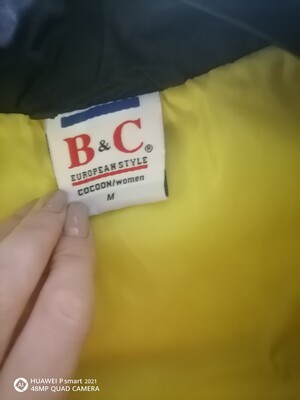 B&C®
EUROPEAN STYLE
COCOON/women
M
HUAWEI P smart 2021
48MP QUAD CAMERA